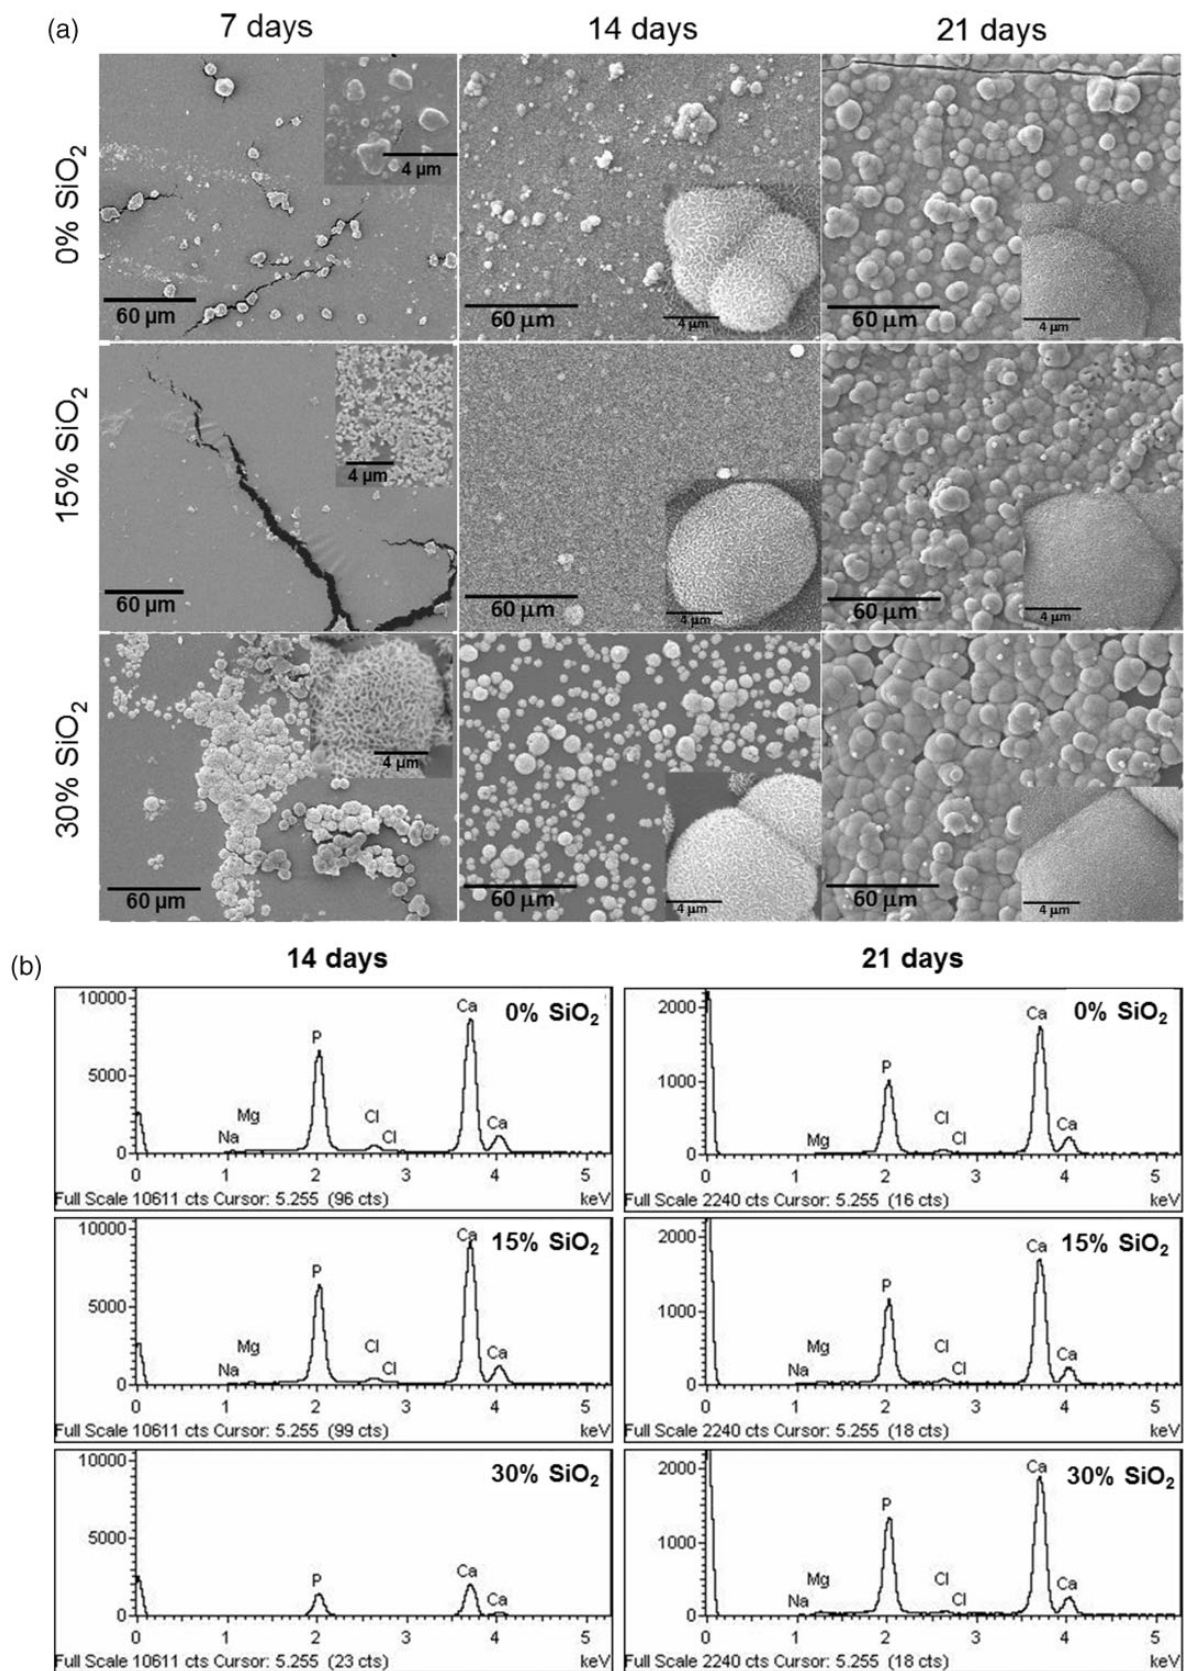 (a)
7 days
14 days
21 days
0% SiO2
4 µm
60 µm
60 µm
4 µm
60 µm
4 µm
15% SiO2
4 µm
60 µm
60 µm
4 µm
60 µm
4 µm
30% SiO2
4 µm
60 µm
60 µm
4 µm
60 µm
4 µm
(b)
14 days
21 days
10000
5000
0
0% SiO2
Ca
P
Mg
Na
Cl
Cl
Ca
0 1 2 3 4 5
Full Scale 10611 cts Cursor: 5.255 (96 cts) keV
2000
1000
0
0% SiO2
Ca
P
Mg
Cl
Cl
Ca
0 1 2 3 4 5
Full Scale 2240 cts Cursor: 5.255 (16 cts) keV
10000
5000
0
15% SiO2
Ca
P
Mg
Na
Cl
Cl
Ca
0 1 2 3 4 5
Full Scale 10611 cts Cursor: 5.255 (99 cts) keV
2000
1000
0
15% SiO2
Ca
P
Mg
Na
Cl
Cl
Ca
0 1 2 3 4 5
Full Scale 2240 cts Cursor: 5.255 (18 cts) keV
10000
5000
0
30% SiO2
P
Ca
Ca
0 1 2 3 4 5
Full Scale 10611 cts Cursor: 5.255 (23 cts) keV
2000
1000
0
30% SiO2
Ca
P
Mg
Na
Cl
Cl
Ca
0 1 2 3 4 5
Full Scale 2240 cts Cursor: 5.255 (18 cts) keV